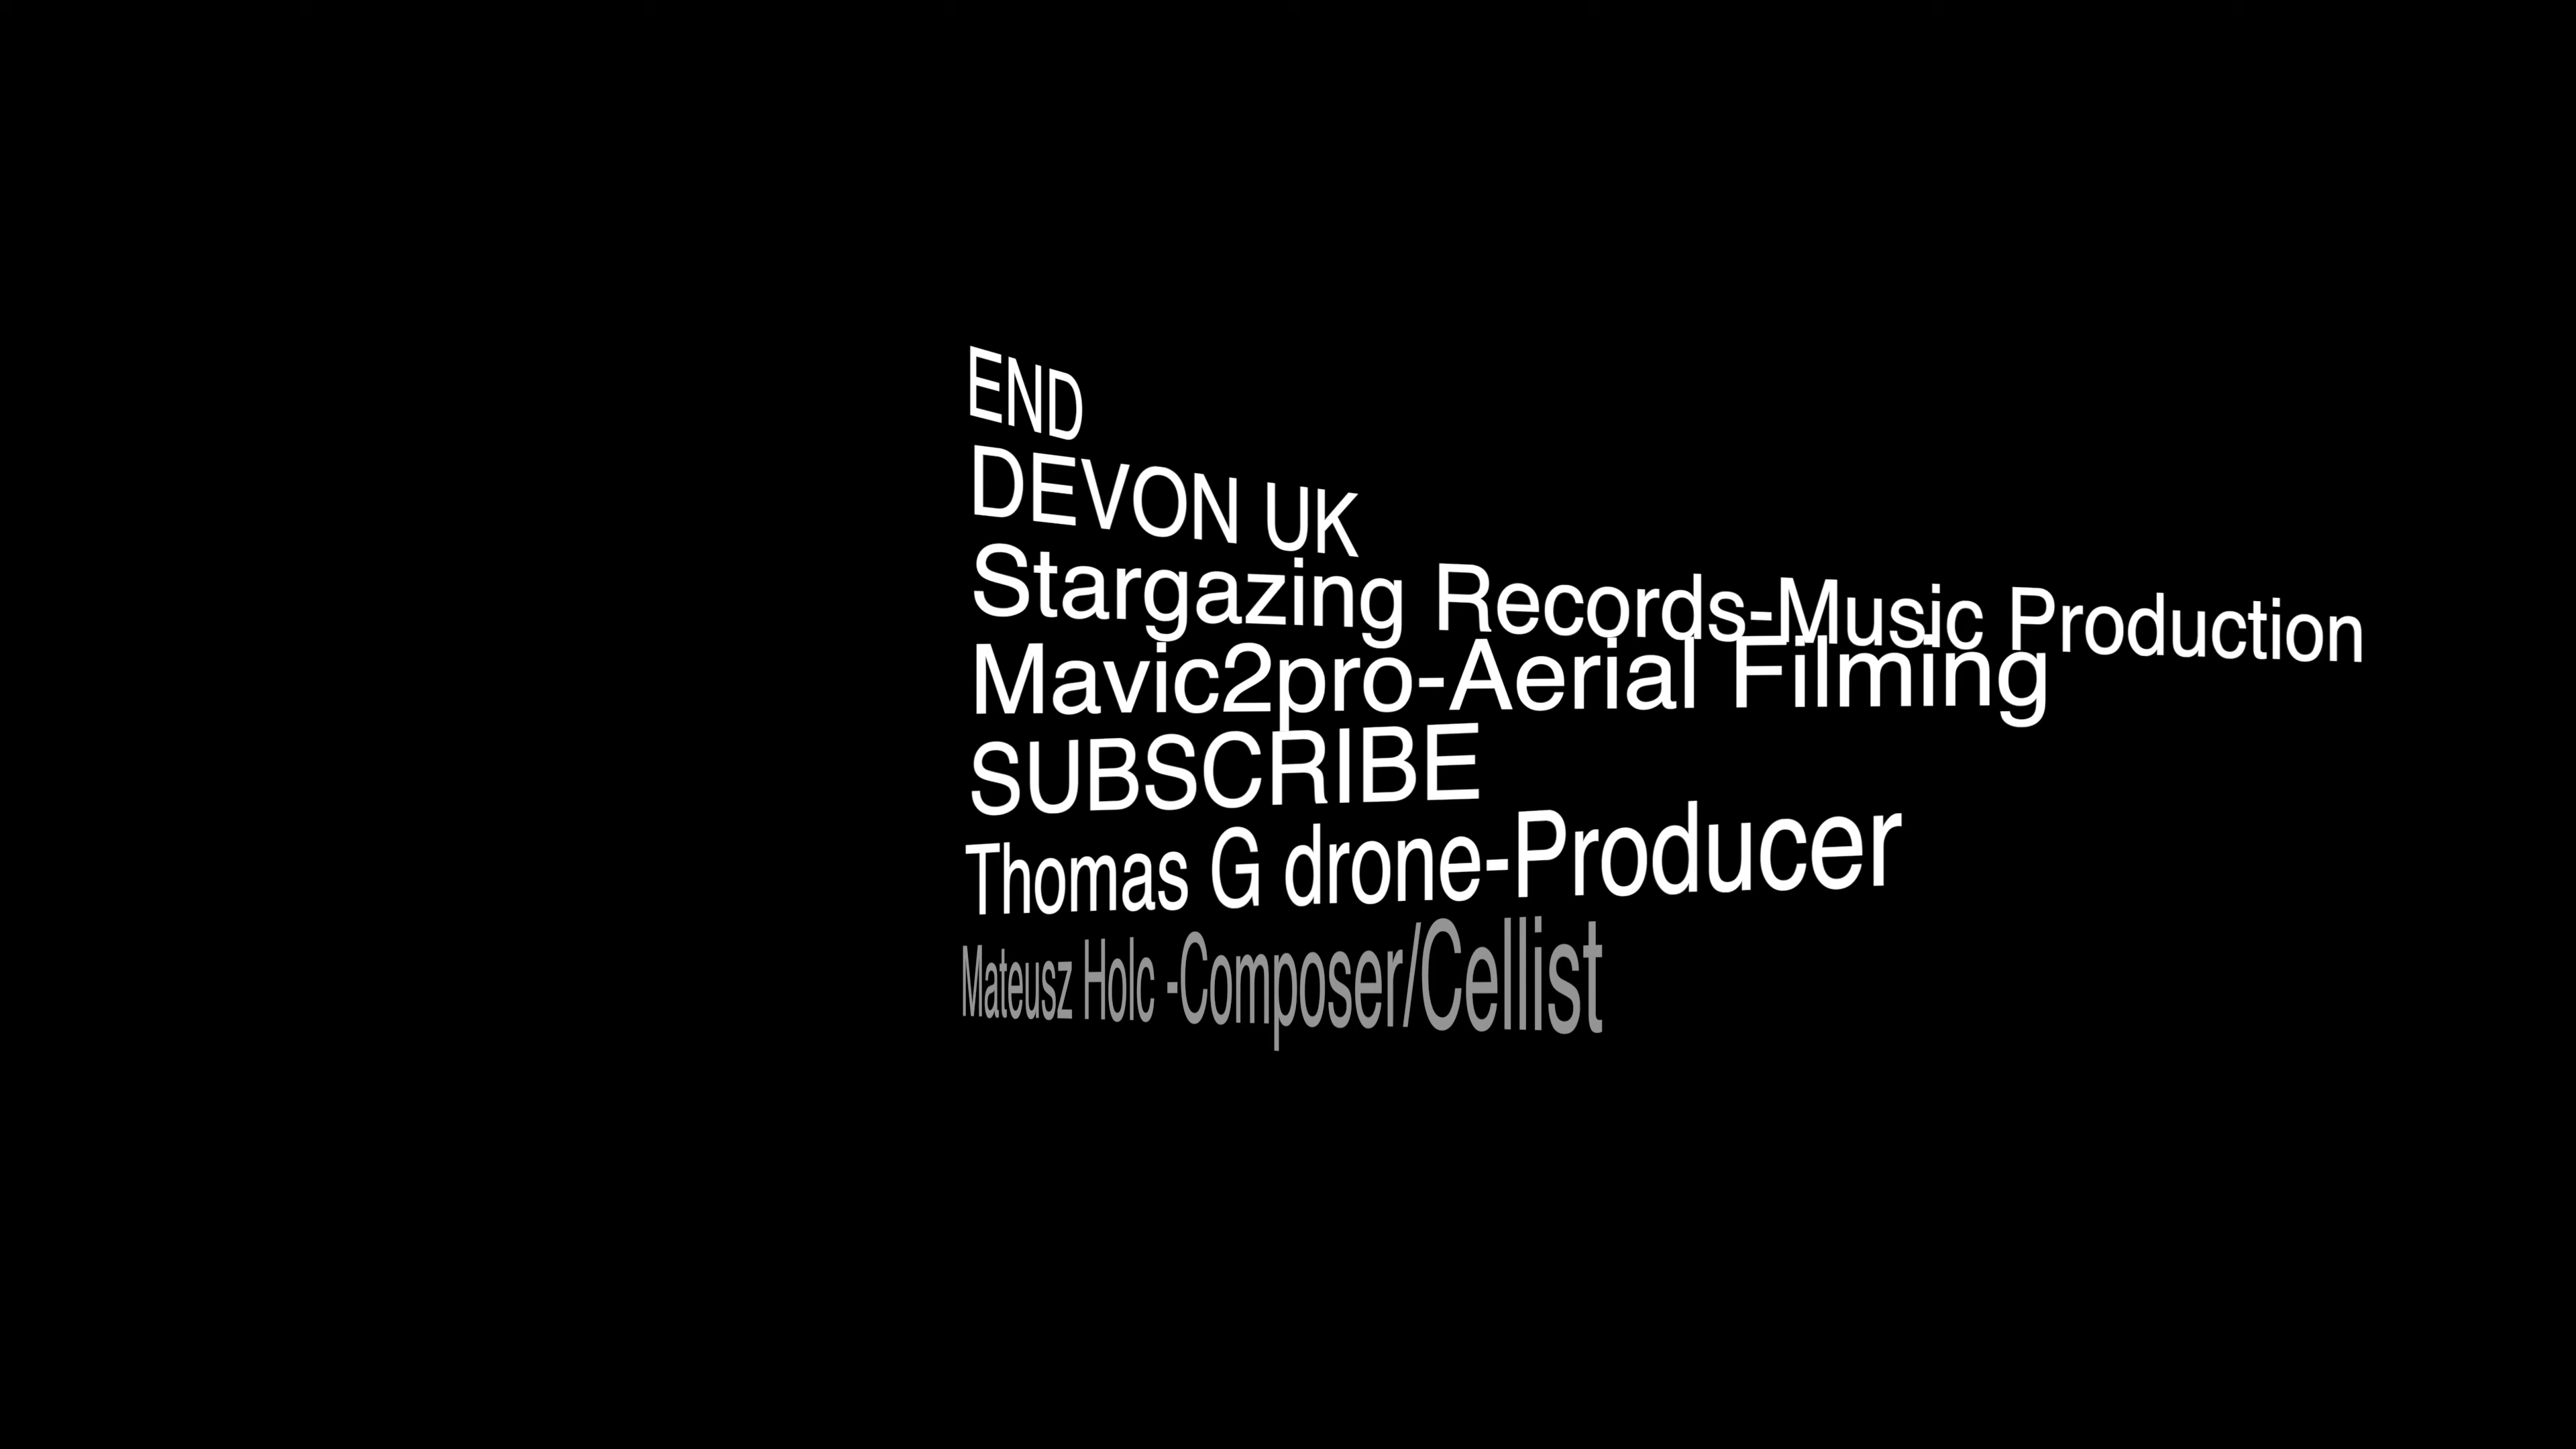 END
DEVON UK
Stargazing Records-Music Production
Mavic2pro-Aerial Filming
SUBSCRIBE
Thomas G drone-Producer
Mateusz Holc -Composer/Cellist